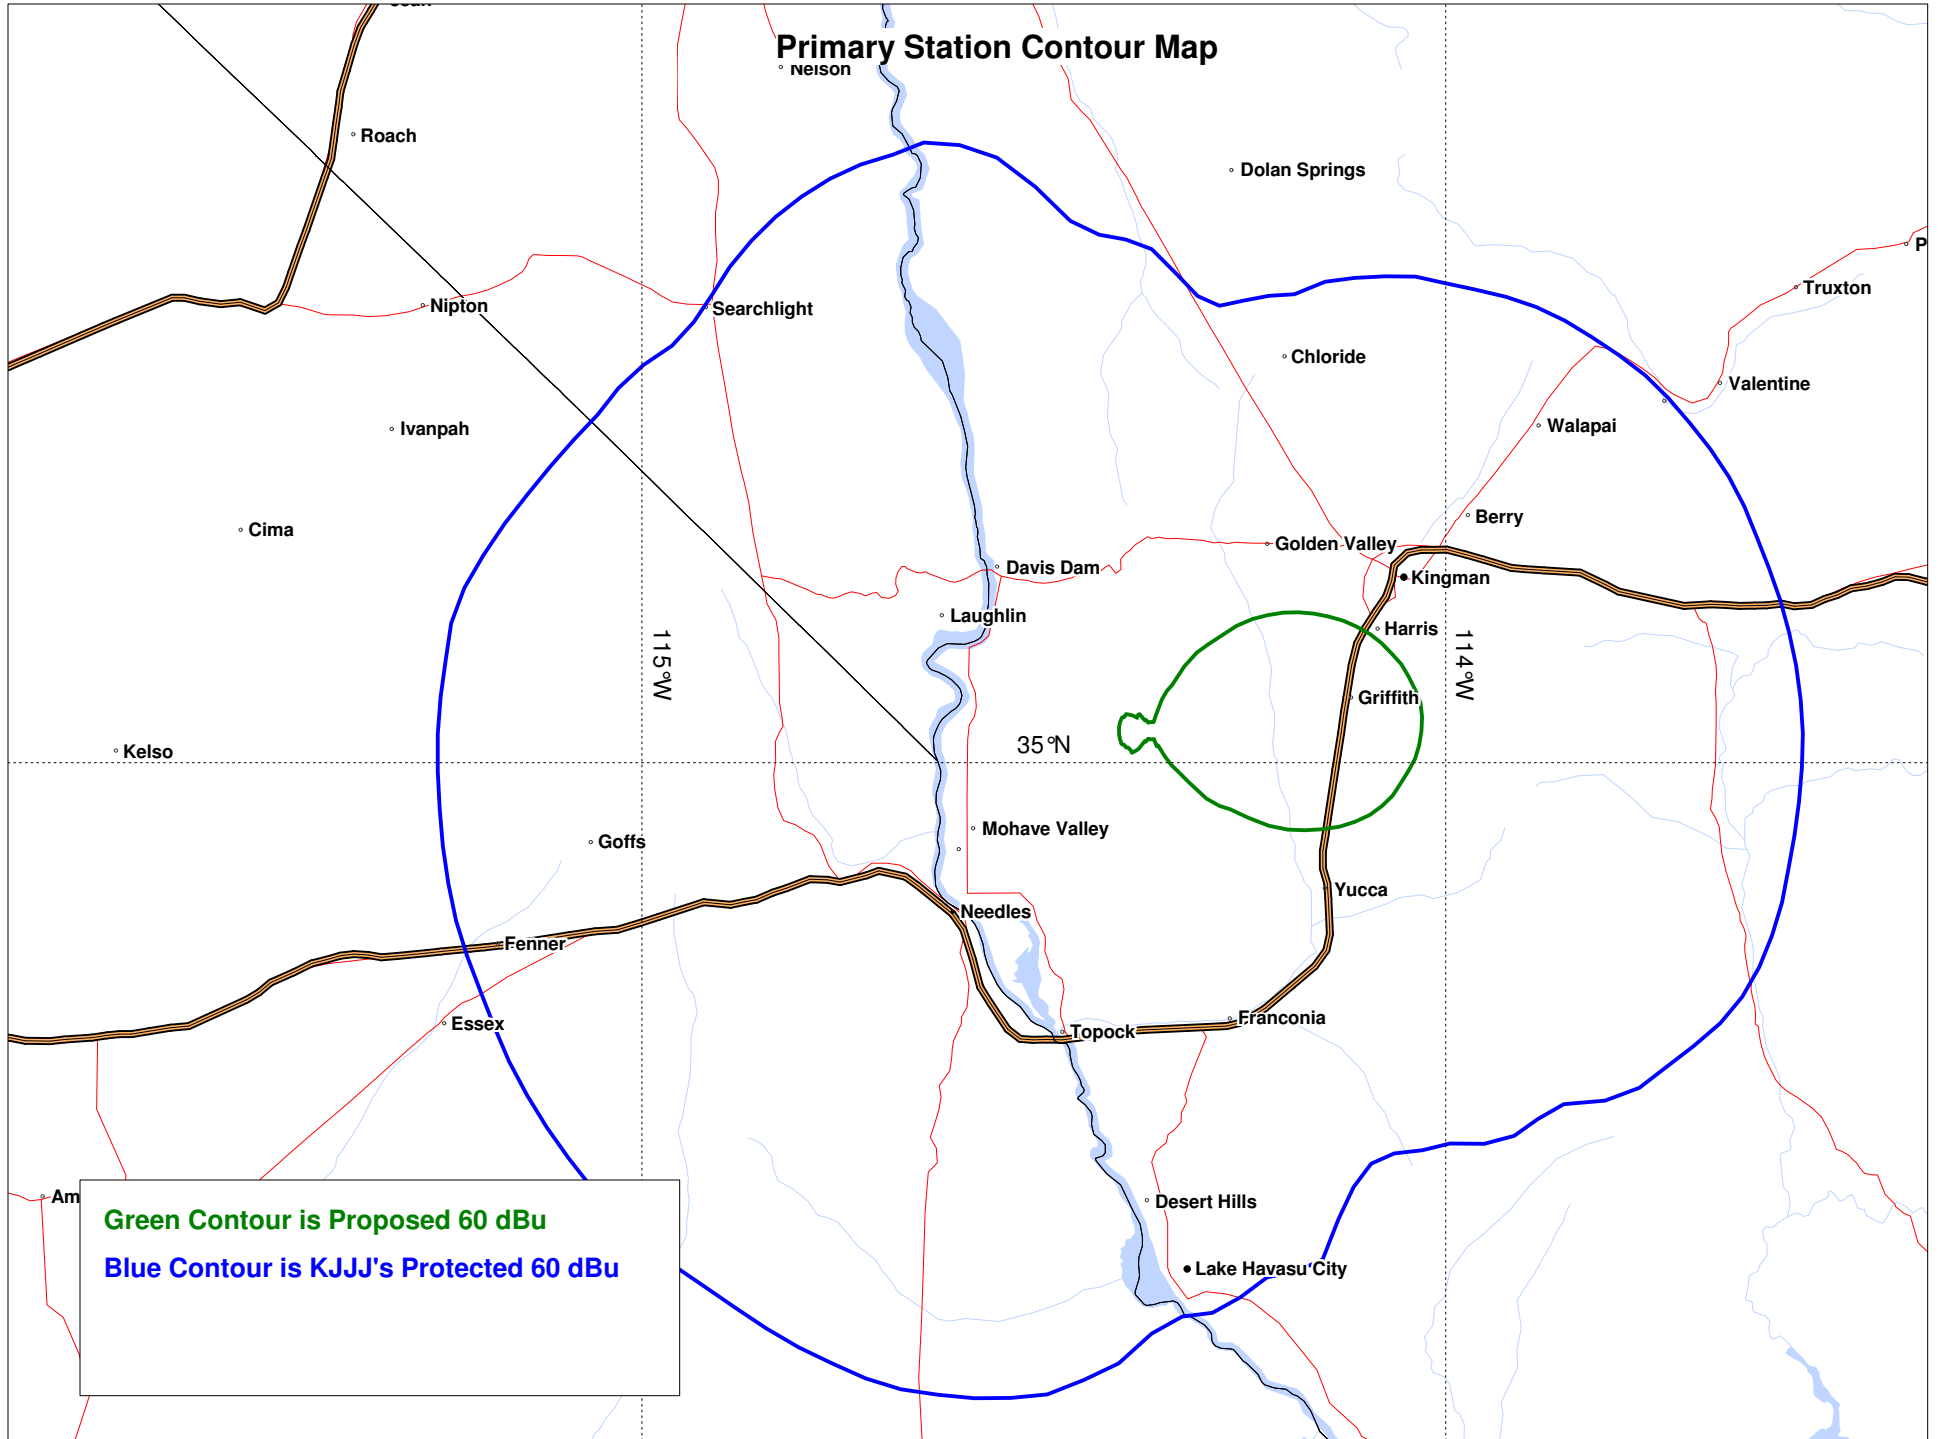 Primary Station Contour Map
Nelson
Roach
Dolan Springs
P
Truxton
Nipton
Searchlight
Chloride
Valentine
Ivanpah
Walapai
Berry
Cima
Golden Valley
Davis Dam
Kingman
Laughlin
Harris
115°W
114°W
Griffith
35°N
Kelso
Mohave Valley
Goffs
Yucca
Needles
Fenner
Franconia
Essex
Topock
Am
Desert Hills
Green Contour is Proposed 60 dBu
Blue Contour is KJJJ's Protected 60 dBu
Lake Havasu City